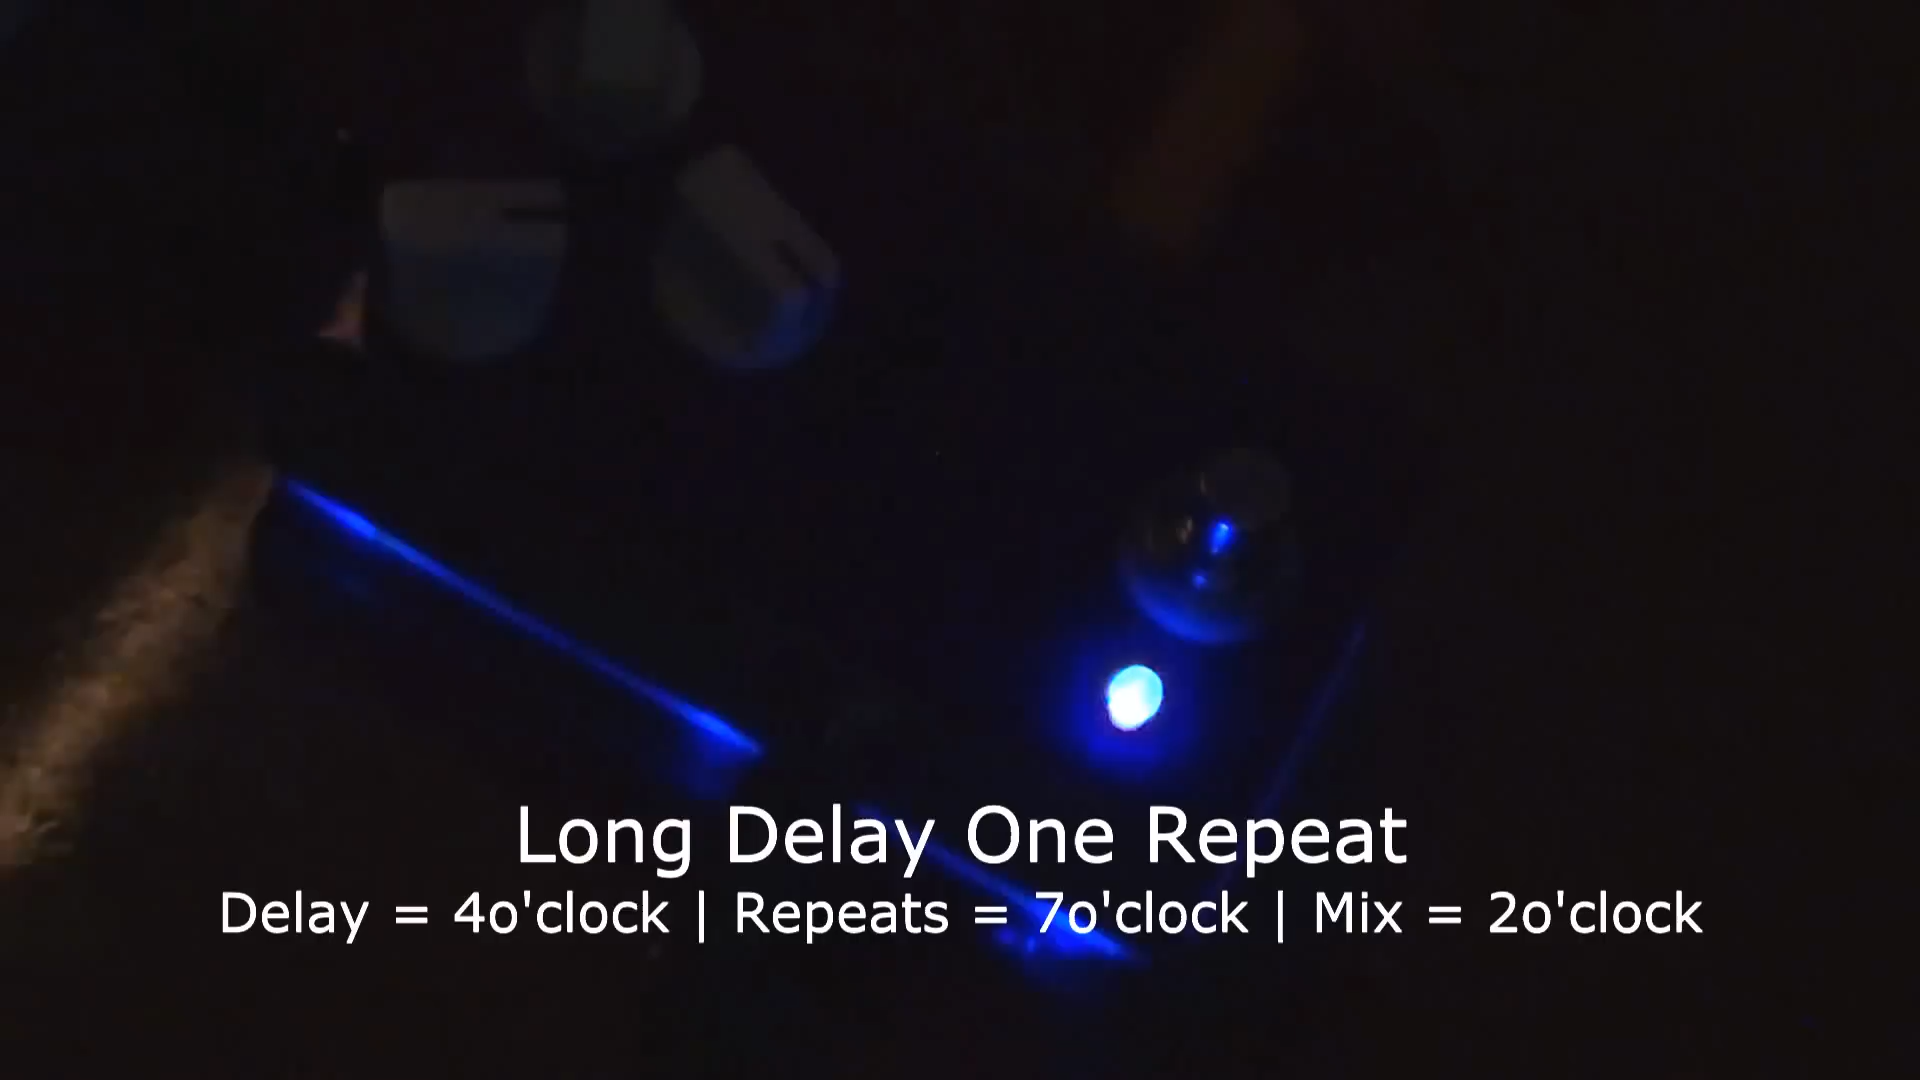 Long Delay One Repeat
Delay = 4o'clock | Repeats = 7o'clock | Mix = 2o'clock